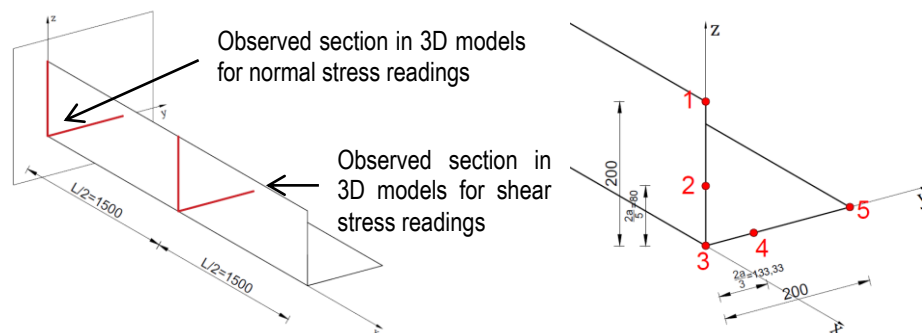 z
Observed section in 3D models
for normal stress readings
y
Observed section in
3D models for shear
stress readings
L/2=1500
L/2=1500
x
z
1
200
2
2a/5=80
3
4
5
y
2a/3=133,33
200
x